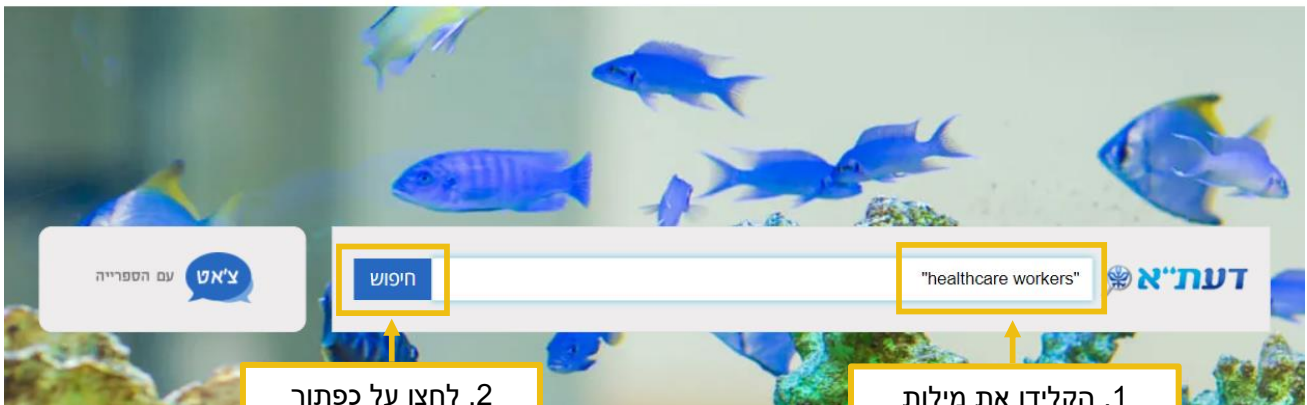 דעת"א
"healthcare workers"
חיפוש
צ'אט עם הספרייה
1. הקלידו את מילות
2. לחצו על כפתור